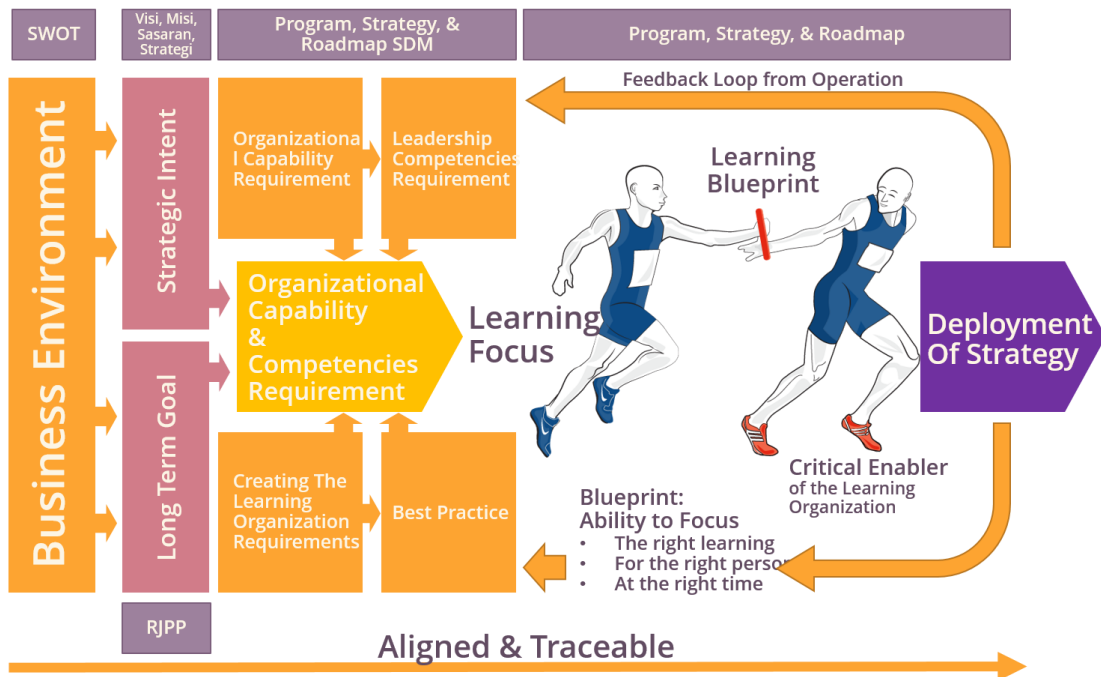 SWOT
Visi, Misi,
Sasaran,
Strategi
Program, Strategy, &
Roadmap SDM
Program, Strategy, & Roadmap
Feedback Loop from Operation
Business Environment
Strategic Intent
Long Term Goal
Organizationa
l Capability
Requirement
Leadership
Competencies
Requirement
Organizational
Capability
&
Competencies
Requirement
Creating The
Learning
Organization
Requirements
Best Practice
Learning
Focus
Learning
Blueprint
Deployment
Of Strategy
Critical Enabler
of the Learning
Organization
Blueprint:
Ability to Focus
• The right learning
• For the right person
• At the right time
RJPP
Aligned & Traceable